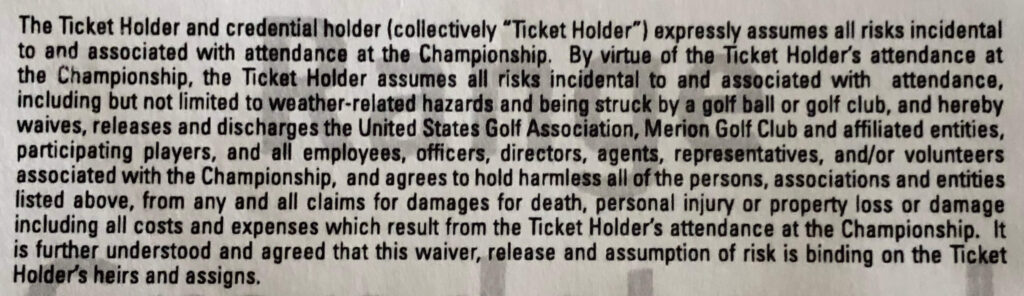 The Ticket Holder and credential holder (collectively “Ticket Holder”) expressly assumes all risks incidental
to and associated with attendance at the Championship. By virtue of the Ticket Holder’s attendance at
the Championship, the Ticket Holder assumes all risks incidental to and associated with attendance,
including but not limited to weather-related hazards and being struck by a golf ball or golf club, and hereby
waives, releases and discharges the United States Golf Association, Merion Golf Club and affiliated entities,
participating players, and all employees, officers, directors, agents, representatives, and/or volunteers
associated with the Championship, and agrees to hold harmless all of the persons, associations and entities
listed above, from any and all claims for damages for death, personal injury or property loss or damage
including all costs and expenses which result from the Ticket Holder’s attendance at the Championship. It
is further understood and agreed that this waiver, release and assumption of risk is binding on the Ticket
Holder’s heirs and assigns.